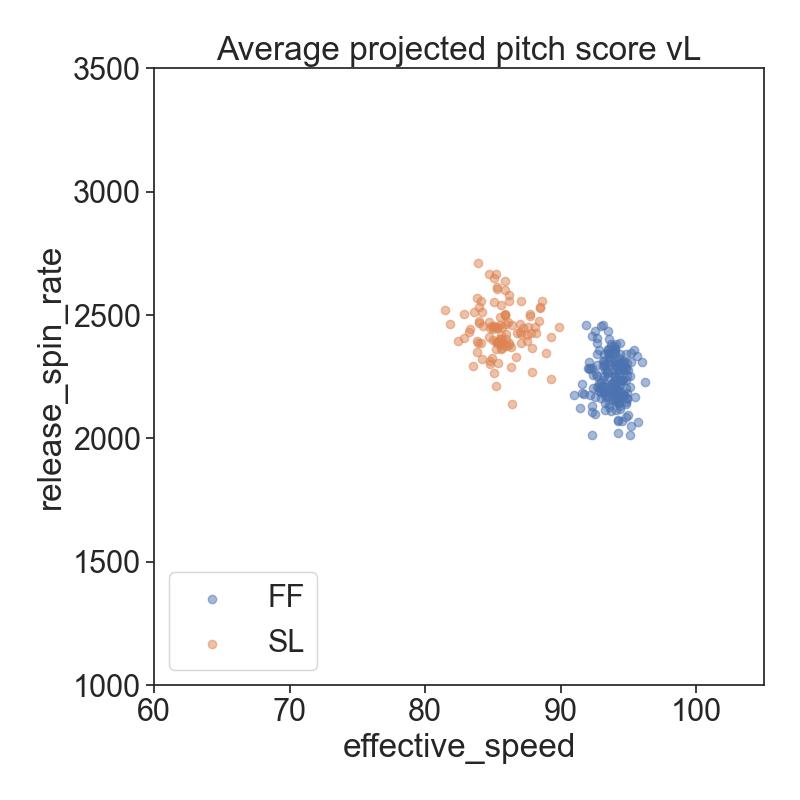 Average projected pitch score vL
3500
3000
2500
2000
1500
1000
release_spin_rate
FF
SL
60 70 80 90 100
effective_speed